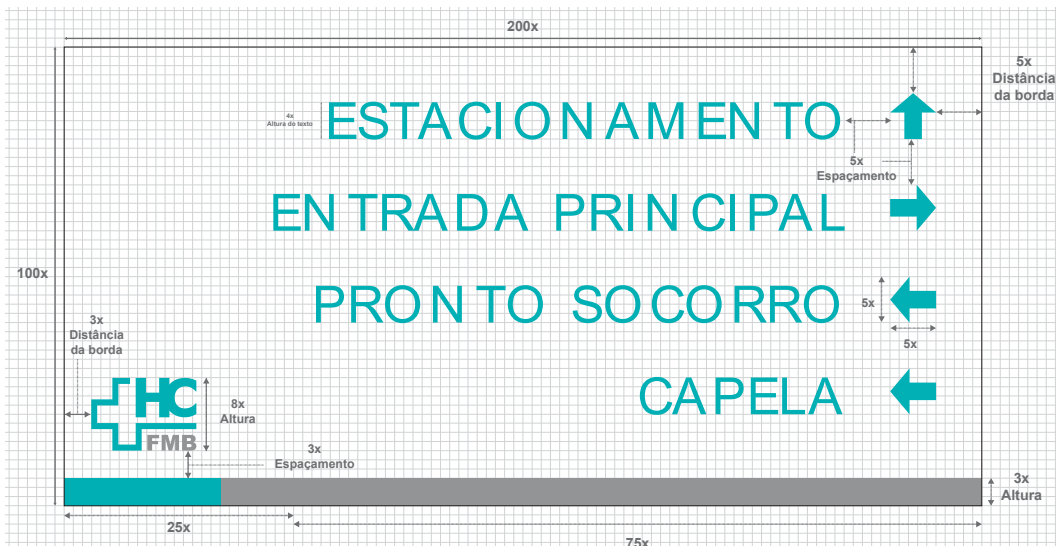 200x
5x
Distância
da borda
4x
Altura do texto
ESTACIONAMENTO
5x
Espaçamento
ENTRADA PRINCIPAL
100x
PRONTO SOCORRO
5x
5x
3x
Distância
da borda
CAPELA
HC
FMB
8x
Altura
3x
Espaçamento
3x
Altura
25x
75x